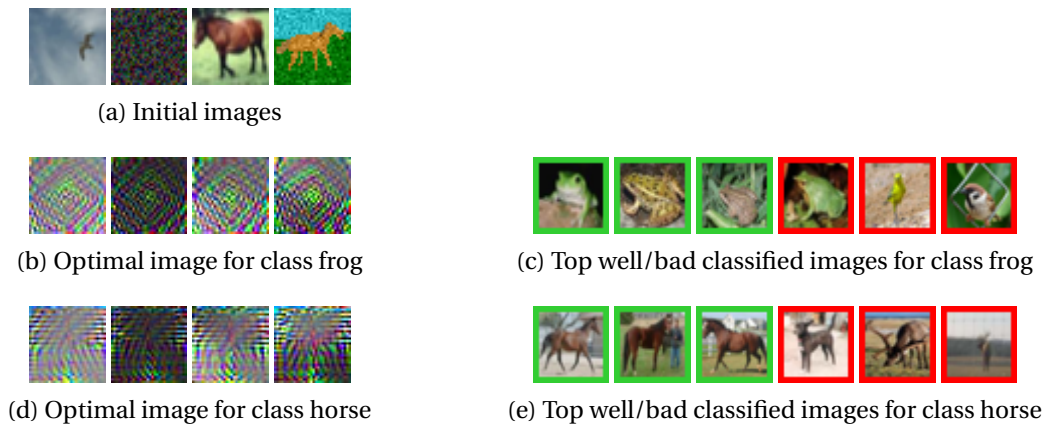 (a) Initial images
(b) Optimal image for class frog
(c) Top well/bad classified images for class frog
(d) Optimal image for class horse
(e) Top well/bad classified images for class horse